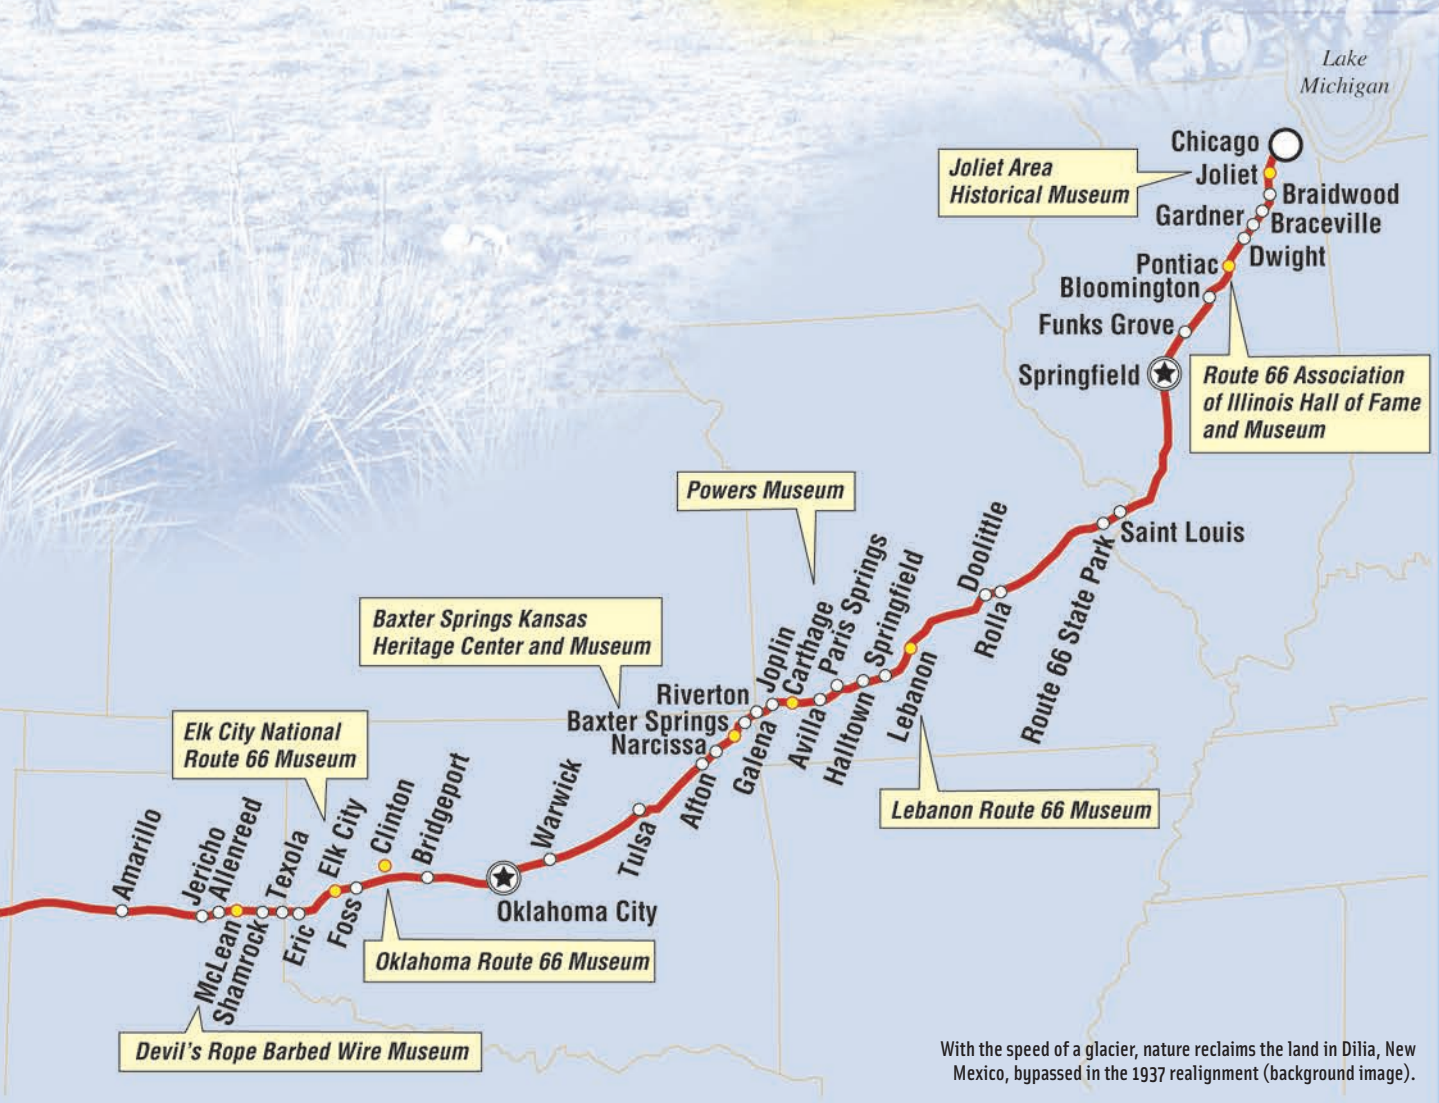 Lake
Michigan
Chicago
Joliet Area
Historical Museum
Joliet
Braidwood
Gardner
Braceville
Dwight
Pontiac
Bloomington
Funks Grove
Springfield
Route 66 Association
of Illinois Hall of Fame
and Museum
Powers Museum
Saint Louis
Route 66 State Park
Doolittle
Rolla
Lebanon
Springfield
Halltown
Paris Springs
Avilla
Carthage
Joplin
Galena
Baxter Springs Kansas
Heritage Center and Museum
Riverton
Baxter Springs
Narcissa
Afton
Lebanon Route 66 Museum
Elk City National
Route 66 Museum
Tulsa
Warwick
Oklahoma City
Bridgeport
Clinton
Foss
Elk City
Eric
Texola
Shamrock
McLean
Allenreed
Jericho
Amarillo
Oklahoma Route 66 Museum
Devil's Rope Barbed Wire Museum
With the speed of a glacier, nature reclaims the land in Dilia, New
Mexico, bypassed in the 1937 realignment (background image).